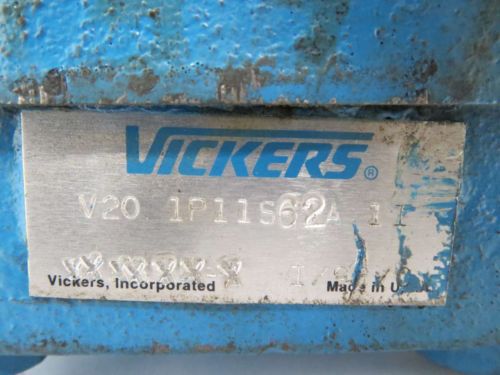 VICKERS®
V20 1P11S62A 11
Vickers, Incorporated Made in U.S.A.